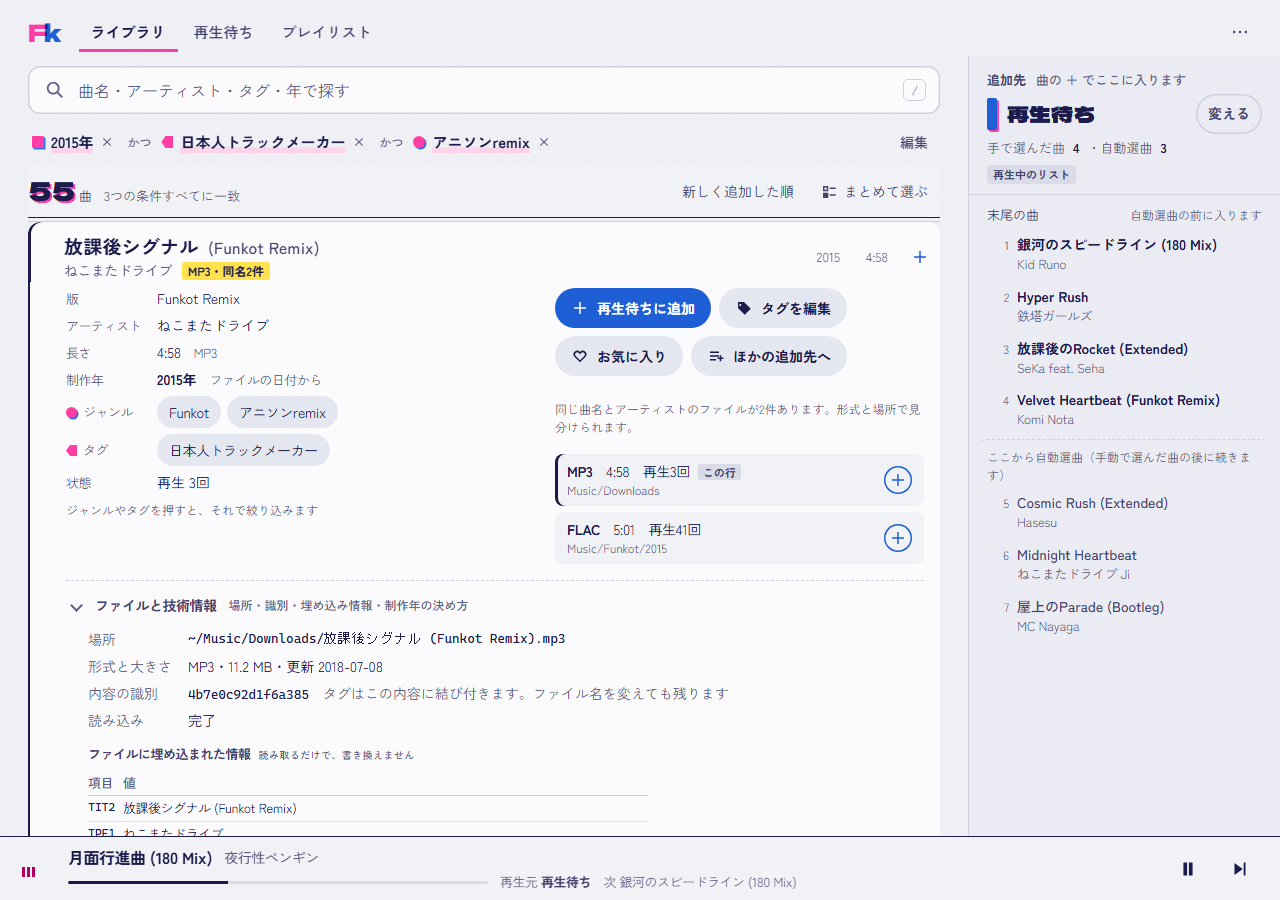 Fk ライブラリ 再生待ち プレイリスト …
曲名・アーティスト・タグ・年で探す /
2015年 × かつ 日本人トラックメーカー × かつ アニソンremix × 編集
55曲 3つの条件すべてに一致 新しく追加した順 まとめて選ぶ
放課後シグナル (Funkot Remix)
ねこまたドライブ MP3・同名2件
2015 4:58 +
版 Funkot Remix
アーティスト ねこまたドライブ
長さ 4:58 MP3
制作年 2015年 ファイルの日付から
ジャンル Funkot アニソンremix
タグ 日本人トラックメーカー
状態 再生 3回
ジャンルやタグを押すと、それで絞り込みます
+ 再生待ちに追加 タグを編集
お気に入り ほかの追加先へ
同じ曲名とアーティストのファイルが2件あります。形式と場所で見
分けられます。
MP3 4:58 再生3回 この行
Music/Downloads
FLAC 5:01 再生41回
Music/Funkot/2015
ファイルと技術情報 場所・識別・埋め込み情報・制作年の決め方
場所 ~/Music/Downloads/放課後シグナル (Funkot Remix).mp3
形式と大きさ MP3・11.2 MB・更新 2018-07-08
内容の識別 4b7e0c92d1f6a385 タグはこの内容に結び付きます。ファイル名を変えても残ります
読み込み 完了
ファイルに埋め込まれた情報 読み取るだけで、書き換えません
項目 値
TIT2 放課後シグナル (Funkot Remix)
TPE1 ねこまたドライブ
追加先 曲の + でここに入ります
再生待ち 変える
手で選んだ曲 4 ・自動選曲 3
再生中のリスト
末尾の曲 自動選曲の前に入ります
1 銀河のスピードライン (180 Mix)
Kid Runo
2 Hyper Rush
鉄塔ガールズ
3 放課後のRocket (Extended)
SeKa feat. Seha
4 Velvet Heartbeat (Funkot Remix)
Komi Nota
ここから自動選曲（手動で選んだ曲の後に続きま
す）
5 Cosmic Rush (Extended)
Hasesu
6 Midnight Heartbeat
ねこまたドライブ Ji
7 屋上のParade (Bootleg)
MC Nayaga
月面行進曲 (180 Mix) 夜行性ペンギン
再生元 再生待ち 次 銀河のスピードライン (180 Mix)